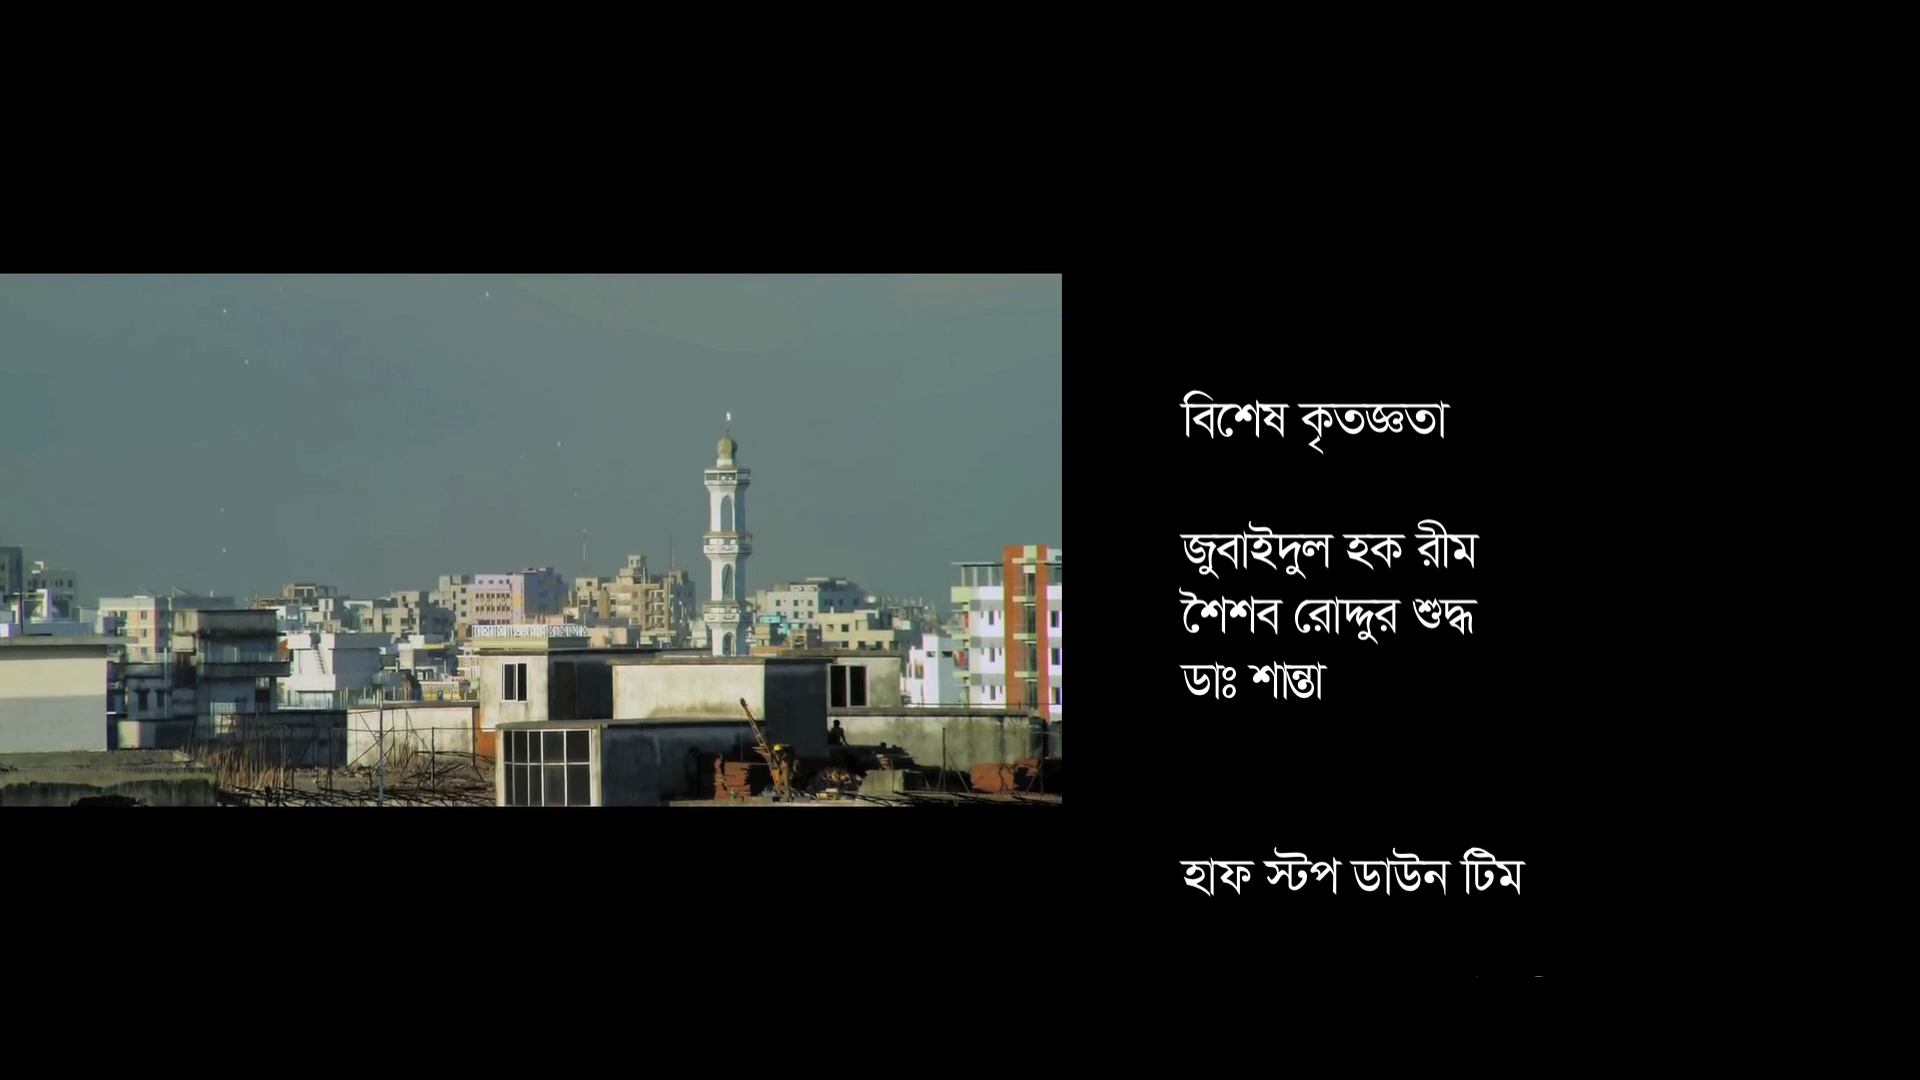 বিশেষ কৃতজ্ঞতা
জুবাইদুল হক রীম
শৈশব রোদ্দুর শুদ্ধ
ডাঃ শান্তা
হাফ স্টপ ডাউন টিম